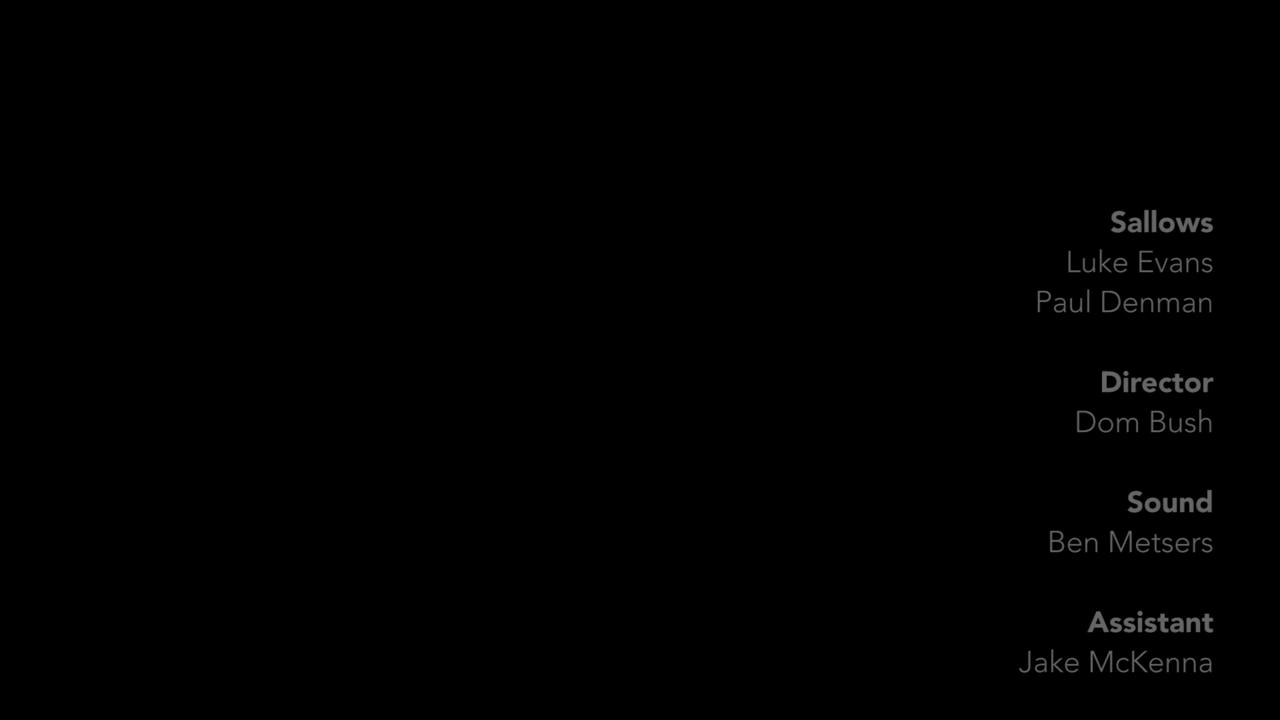 Sallows
Luke Evans
Paul Denman
Director
Dom Bush
Sound
Ben Metsers
Assistant
Jake McKenna